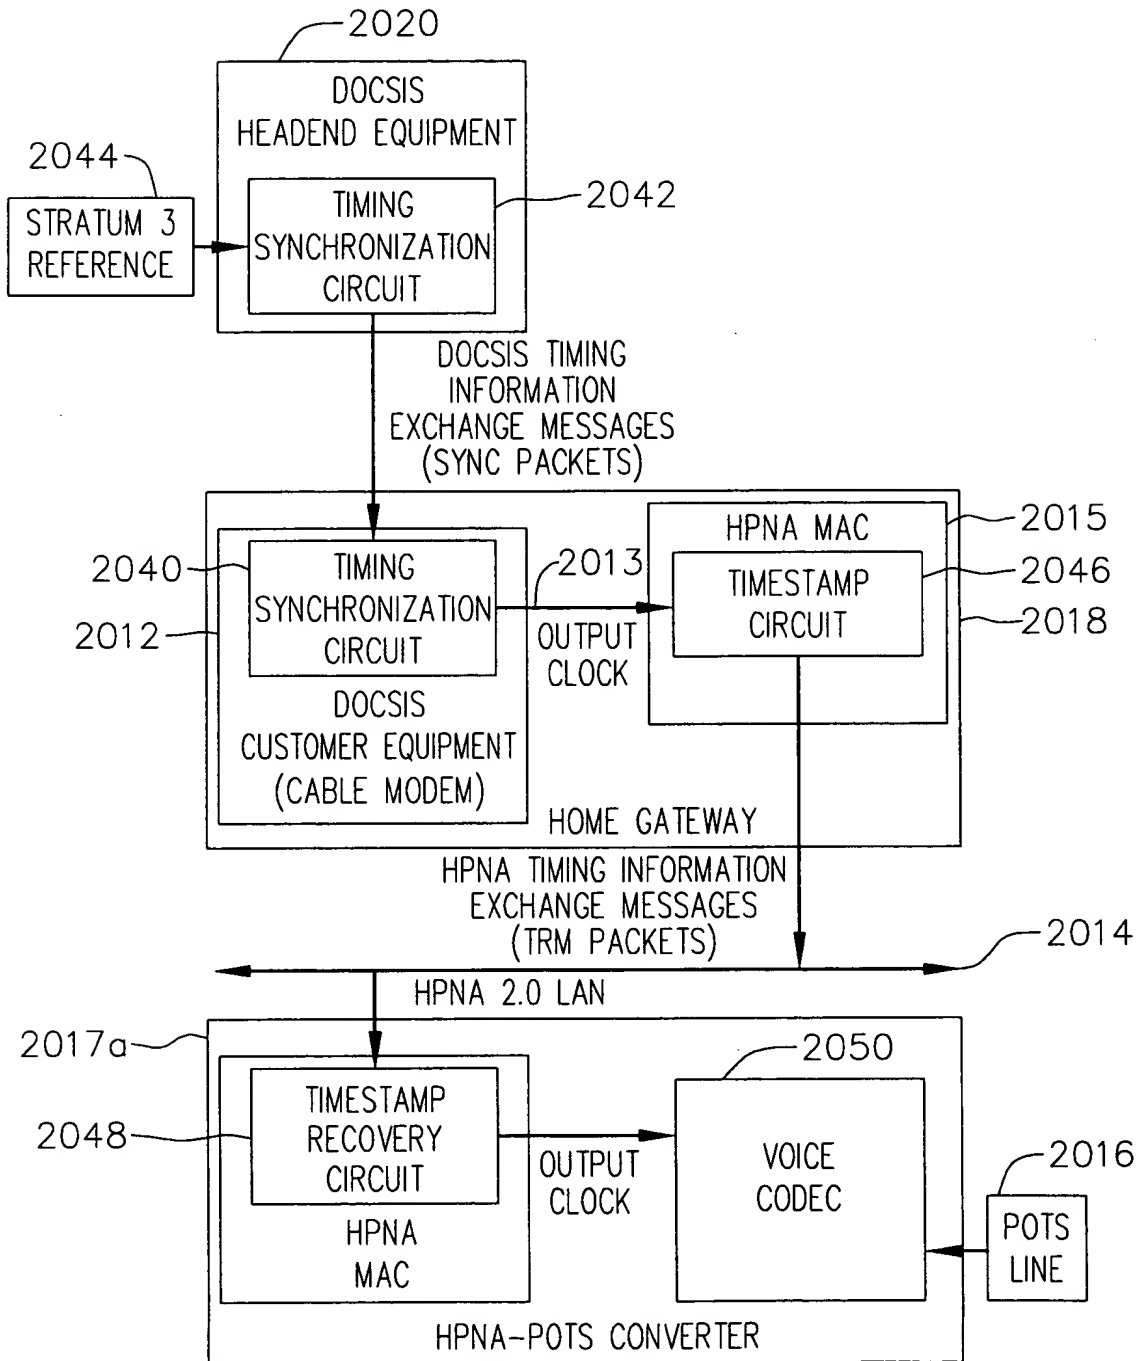 2020
DOCSIS
HEADEND EQUIPMENT
2044
STRATUM 3
REFERENCE
TIMING
SYNCHRONIZATION
CIRCUIT
2042
DOCSIS TIMING
INFORMATION
EXCHANGE MESSAGES
(SYNC PACKETS)
HPNA MAC
2015
2040
TIMING
SYNCHRONIZATION
CIRCUIT
2013
OUTPUT
CLOCK
TIMESTAMP
CIRCUIT
2046
2012
2018
DOCSIS
CUSTOMER EQUIPMENT
(CABLE MODEM)
HOME GATEWAY
HPNA TIMING INFORMATION
EXCHANGE MESSAGES
(TRM PACKETS)
2014
HPNA 2.0 LAN
2017a
2050
TIMESTAMP
RECOVERY
CIRCUIT
2048
OUTPUT
CLOCK
VOICE
CODEC
2016
POTS
LINE
HPNA
MAC
HPNA-POTS CONVERTER